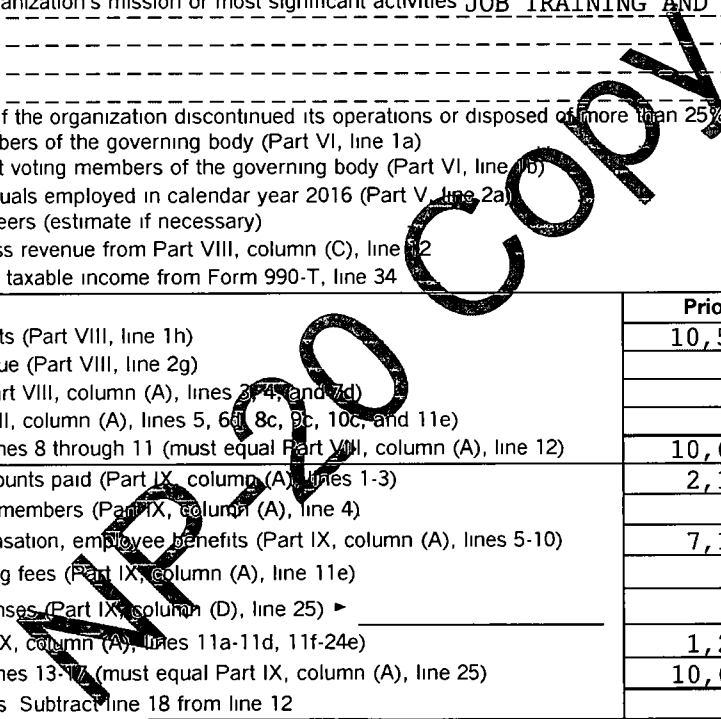 anization's mission or most significant activities JOB TRAINING AND
if the organization discontinued its operations or disposed of more than 25%
bers of the governing body (Part VI, line 1a)
t voting members of the governing body (Part VI, line 1b)
uals employed in calendar year 2016 (Part V, line 2a)
eers (estimate if necessary)
ss revenue from Part VIII, column (C), line 12
taxable income from Form 990-T, line 34
Prio
ts (Part VIII, line 1h) 10,5
ue (Part VIII, line 2g)
art VIII, column (A), lines 3, 4, and 7d)
II, column (A), lines 5, 6d, 8c, 9c, 10c, and 11e)
nes 8 through 11 (must equal Part VIII, column (A), line 12) 10,6
ounts paid (Part IX, column (A), lines 1-3) 2,1
members (Part IX, column (A), line 4)
sation, employee benefits (Part IX, column (A), lines 5-10) 7,1
g fees (Part IX, column (A), line 11e)
nses (Part IX, column (D), line 25) ►
X, column (A), lines 11a-11d, 11f-24e) 1,2
nes 13-17 (must equal Part IX, column (A), line 25) 10,6
s Subtract line 18 from line 12
NP-20 Copy